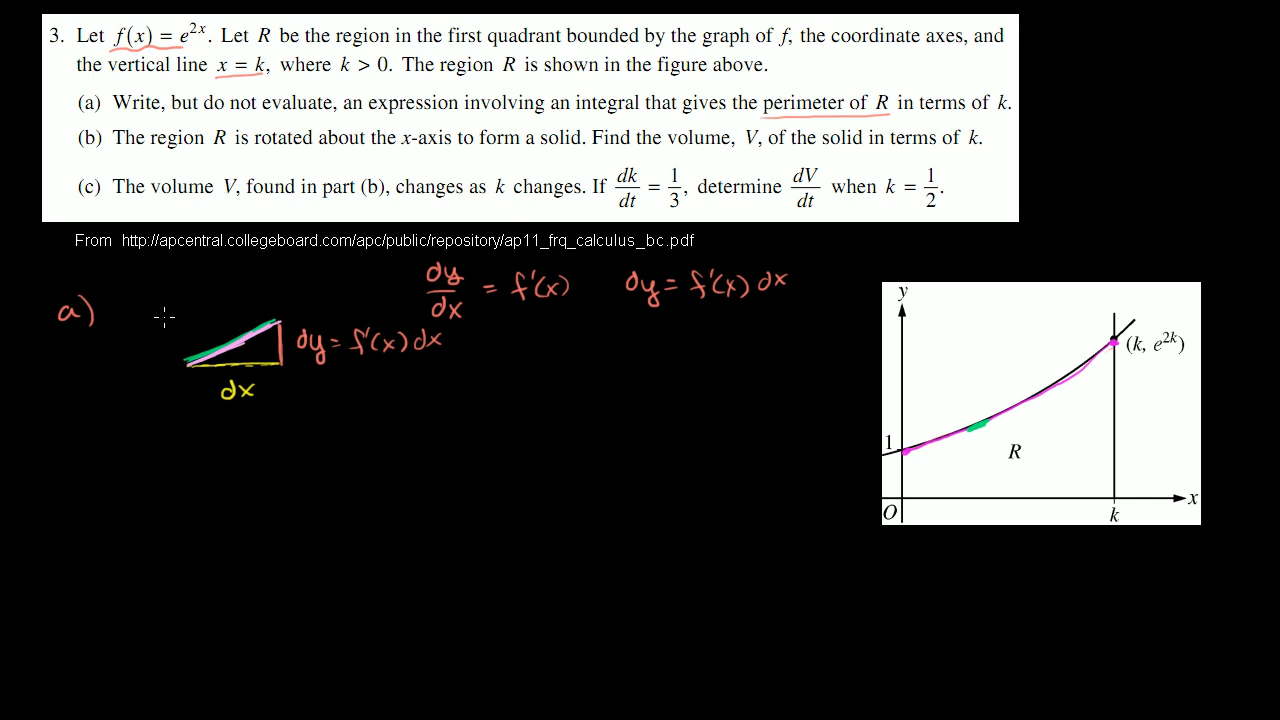 3. Let f(x) = e^{2x}. Let R be the region in the first quadrant bounded by the graph of f, the coordinate axes, and
the vertical line x = k, where k > 0. The region R is shown in the figure above.
(a) Write, but do not evaluate, an expression involving an integral that gives the perimeter of R in terms of k.
(b) The region R is rotated about the x-axis to form a solid. Find the volume, V, of the solid in terms of k.
(c) The volume V, found in part (b), changes as k changes. If dk/dt = 1/3, determine dV/dt when k = 1/2.
From http://apcentral.collegeboard.com/apc/public/repository/ap11_frq_calculus_bc.pdf
dy/dx = f'(x) dy = f'(x) dx
a)
dy = f'(x) dx
dx
y
(k, e^{2k})
1
R
x
O
k